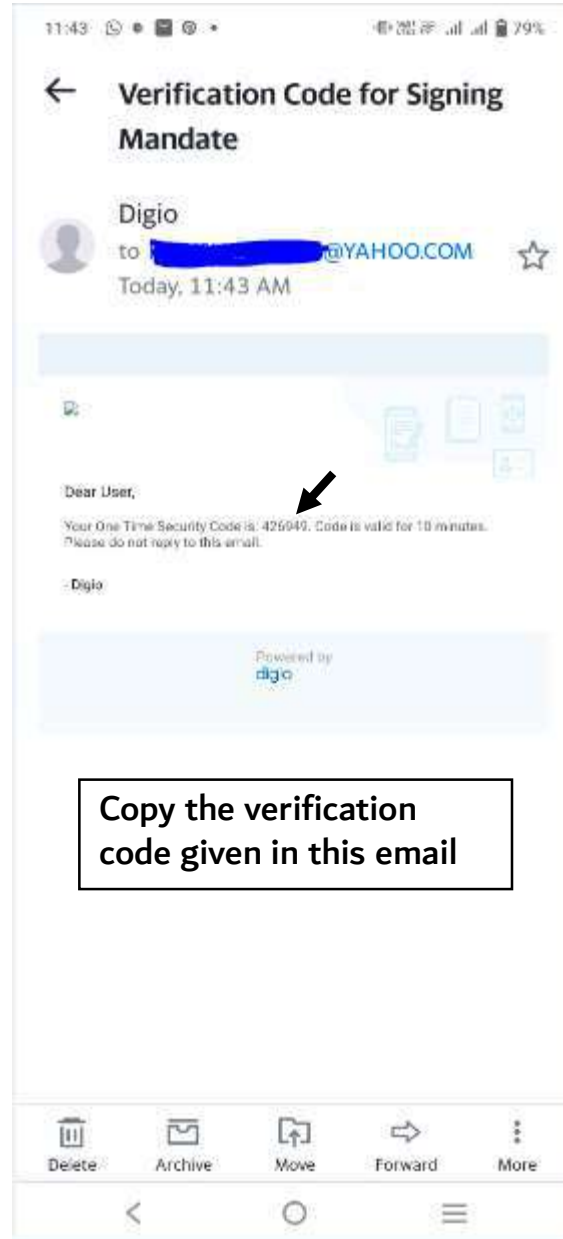 11:43
79%
Verification Code for Signing
Mandate
Digio
to @YAHOO.COM
Today, 11:43 AM
Dear User,
Your One Time Security Code is: 426949. Code is valid for 10 minutes.
Please do not reply to this email.
- Digio
Powered by
digio
Copy the verification
code given in this email
Delete Archive Move Forward More